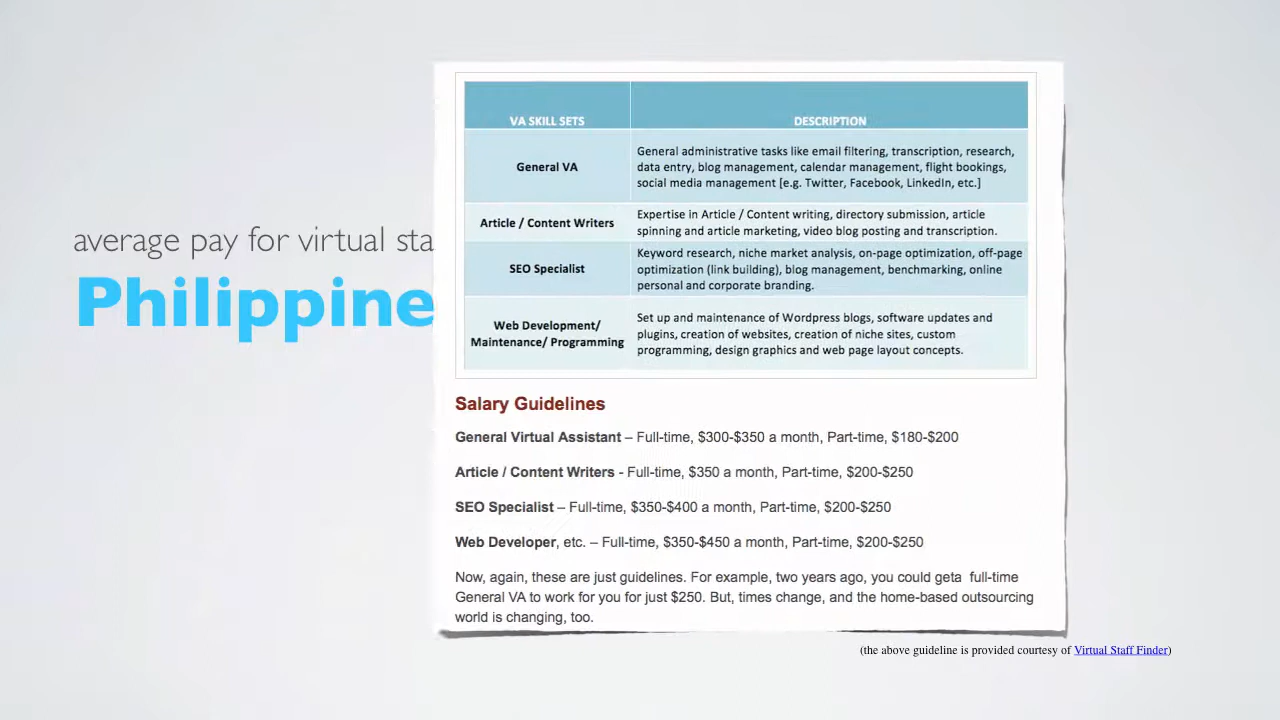 average pay for virtual sta
Philippine
VA SKILL SETS
DESCRIPTION
General VA
General administrative tasks like email filtering, transcription, research,
data entry, blog management, calendar management, flight bookings,
social media management [e.g. Twitter, Facebook, LinkedIn, etc.]
Article / Content Writers
Expertise in Article / Content writing, directory submission, article
spinning and article marketing, video blog posting and transcription.
SEO Specialist
Keyword research, niche market analysis, on-page optimization, off-page
optimization (link building), blog management, benchmarking, online
personal and corporate branding.
Web Development/
Maintenance/ Programming
Set up and maintenance of Wordpress blogs, software updates and
plugins, creation of websites, creation of niche sites, custom
programming, design graphics and web page layout concepts.
Salary Guidelines
General Virtual Assistant – Full-time, $300-$350 a month, Part-time, $180-$200
Article / Content Writers - Full-time, $350 a month, Part-time, $200-$250
SEO Specialist – Full-time, $350-$400 a month, Part-time, $200-$250
Web Developer, etc. – Full-time, $350-$450 a month, Part-time, $200-$250
Now, again, these are just guidelines. For example, two years ago, you could geta  full-time
General VA to work for you for just $250. But, times change, and the home-based outsourcing
world is changing, too.
(the above guideline is provided courtesy of Virtual Staff Finder)